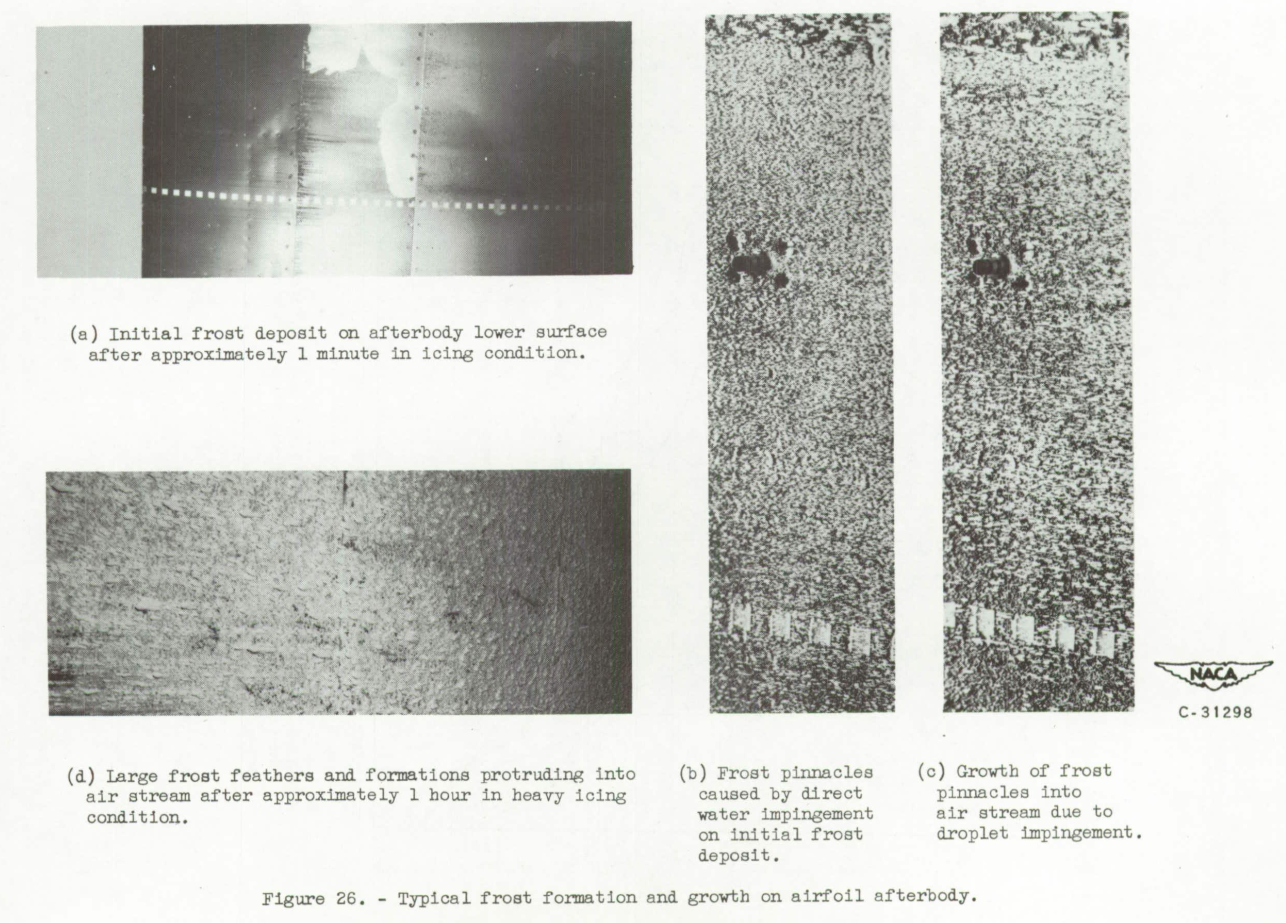 (a) Initial frost deposit on afterbody lower surface
after approximately 1 minute in icing condition.
(b) Frost pinnacles
caused by direct
water impingement
on initial frost
deposit.
(c) Growth of frost
pinnacles into
air stream due to
droplet impingement.
(d) Large frost feathers and formations protruding into
air stream after approximately 1 hour in heavy icing
condition.
NACA
C-31298
Figure 26. - Typical frost formation and growth on airfoil afterbody.